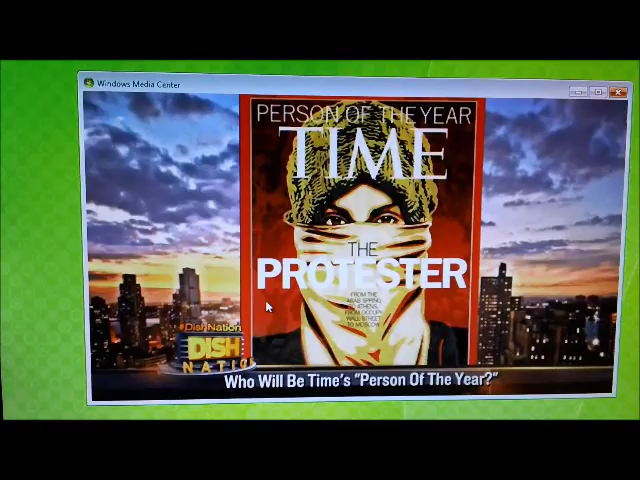 Windows Media Center
PERSON OF THE YEAR
TIME
THE
PROTESTER
FROM THE
ARAB SPRING
TO ATHENS,
FROM OCCUPY
WALL STREET
TO MOSCOW
#DishNation
DISH
NATION
Who Will Be Time's "Person Of The Year?"